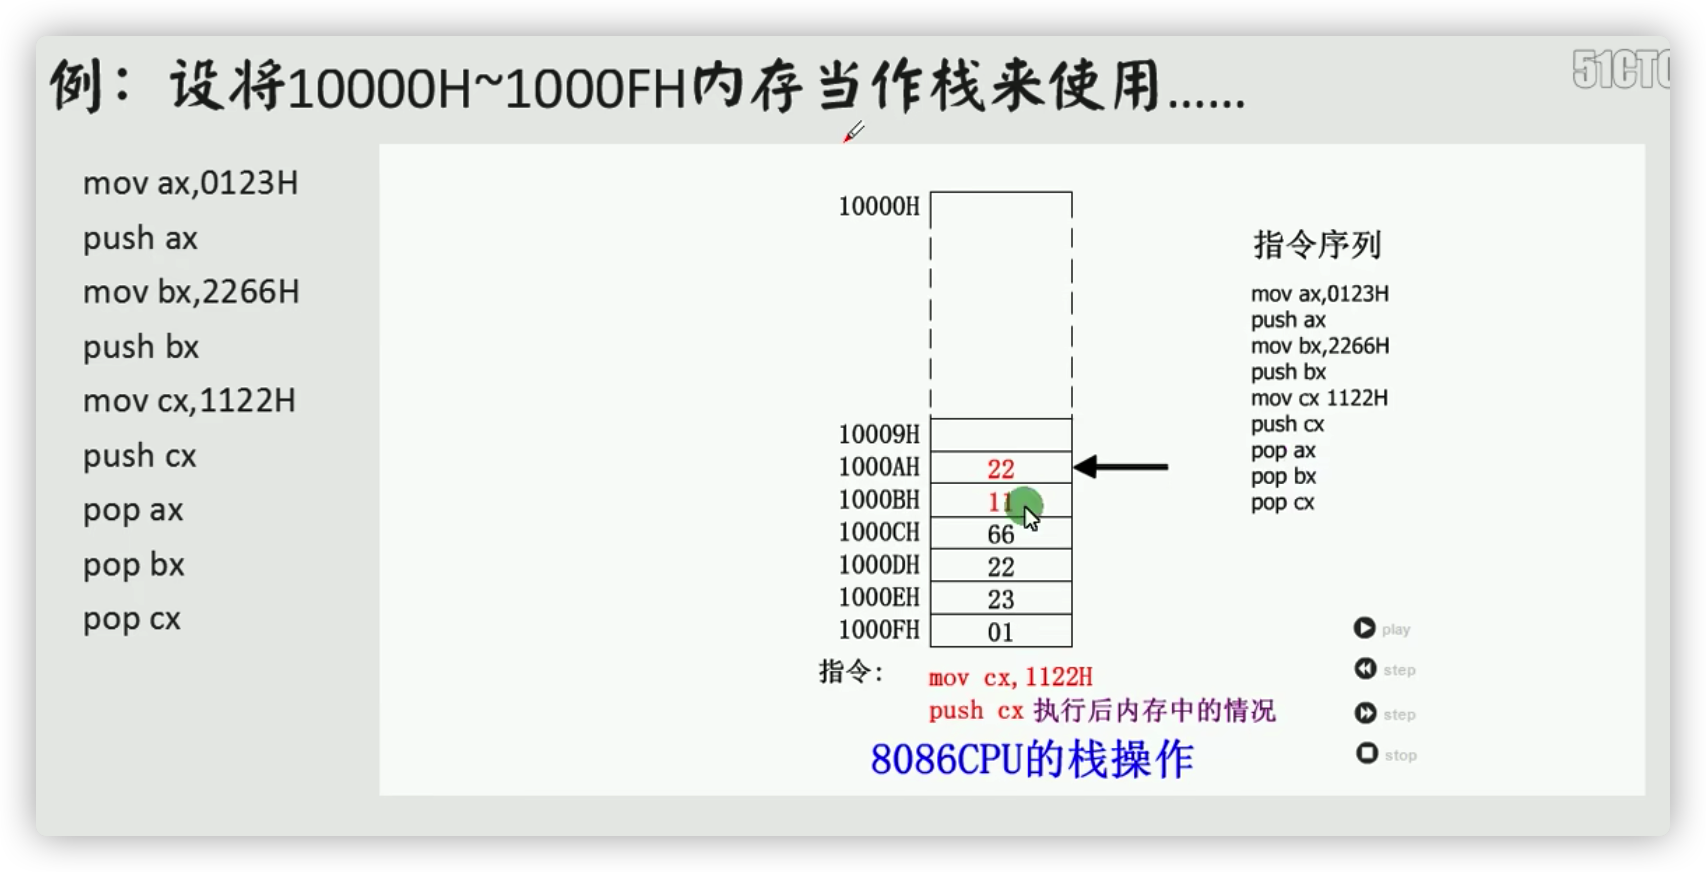 例：设将10000H~1000FH内存当作栈来使用……
51CTO
mov ax,0123H
push ax
mov bx,2266H
push bx
mov cx,1122H
push cx
pop ax
pop bx
pop cx
10000H
10009H
1000AH 22
1000BH 11
1000CH 66
1000DH 22
1000EH 23
1000FH 01
指令：
mov cx,1122H
push cx 执行后内存中的情况
8086CPU的栈操作
指令序列
mov ax,0123H
push ax
mov bx,2266H
push bx
mov cx 1122H
push cx
pop ax
pop bx
pop cx
play
step
step
stop